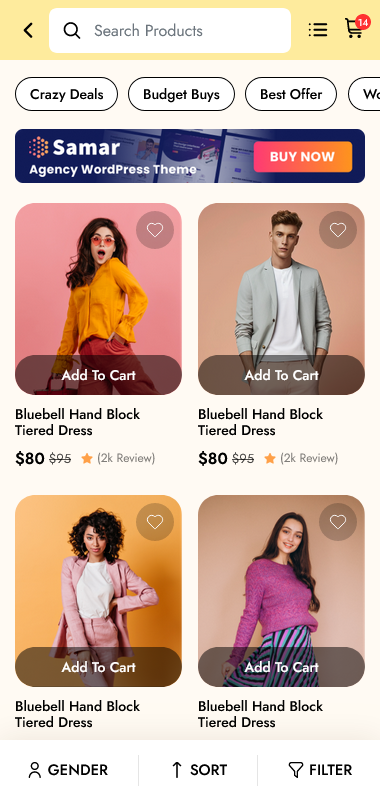 Search Products
14
Crazy Deals
Budget Buys
Best Offer
Wo
Samar
Agency WordPress Theme
BUY NOW
Add To Cart
Add To Cart
Bluebell Hand Block
Tiered Dress
$80 $95 (2k Review)
Bluebell Hand Block
Tiered Dress
$80 $95 (2k Review)
Add To Cart
Add To Cart
Bluebell Hand Block
Tiered Dress
Bluebell Hand Block
Tiered Dress
GENDER
SORT
FILTER